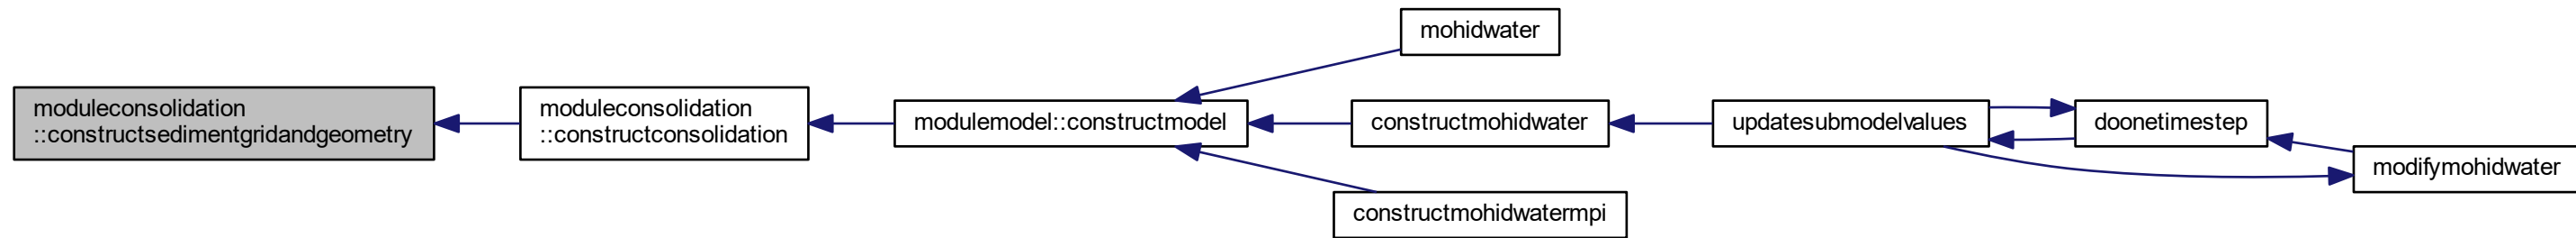 moduleconsolidation
::constructsedimentgridandgeometry
moduleconsolidation
::constructconsolidation
modulemodel::constructmodel
mohidwater
constructmohidwater
constructmohidwatermpi
updatesubmodelvalues
doonetimestep
modifymohidwater